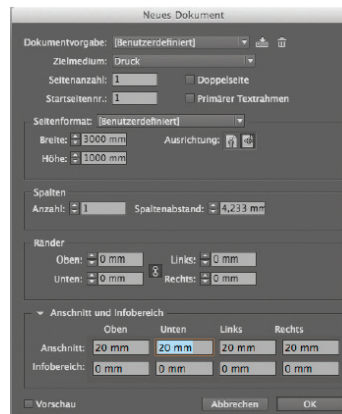 Neues Dokument
Dokumentvorgabe: [Benutzerdefiniert]
Zielmedium: Druck
Seitenanzahl: 1 Doppelseite
Startseitennr.: 1 Primärer Textrahmen
Seitenformat: [Benutzerdefiniert]
Breite: 3000 mm Ausrichtung:
Höhe: 1000 mm
Spalten
Anzahl: 1 Spaltenabstand: 4,233 mm
Ränder
Oben: 0 mm Links: 0 mm
Unten: 0 mm Rechts: 0 mm
Anschnitt und Infobereich
Oben Unten Links Rechts
Anschnitt: 20 mm 20 mm 20 mm 20 mm
Infobereich: 0 mm 0 mm 0 mm 0 mm
Vorschau Abbrechen OK